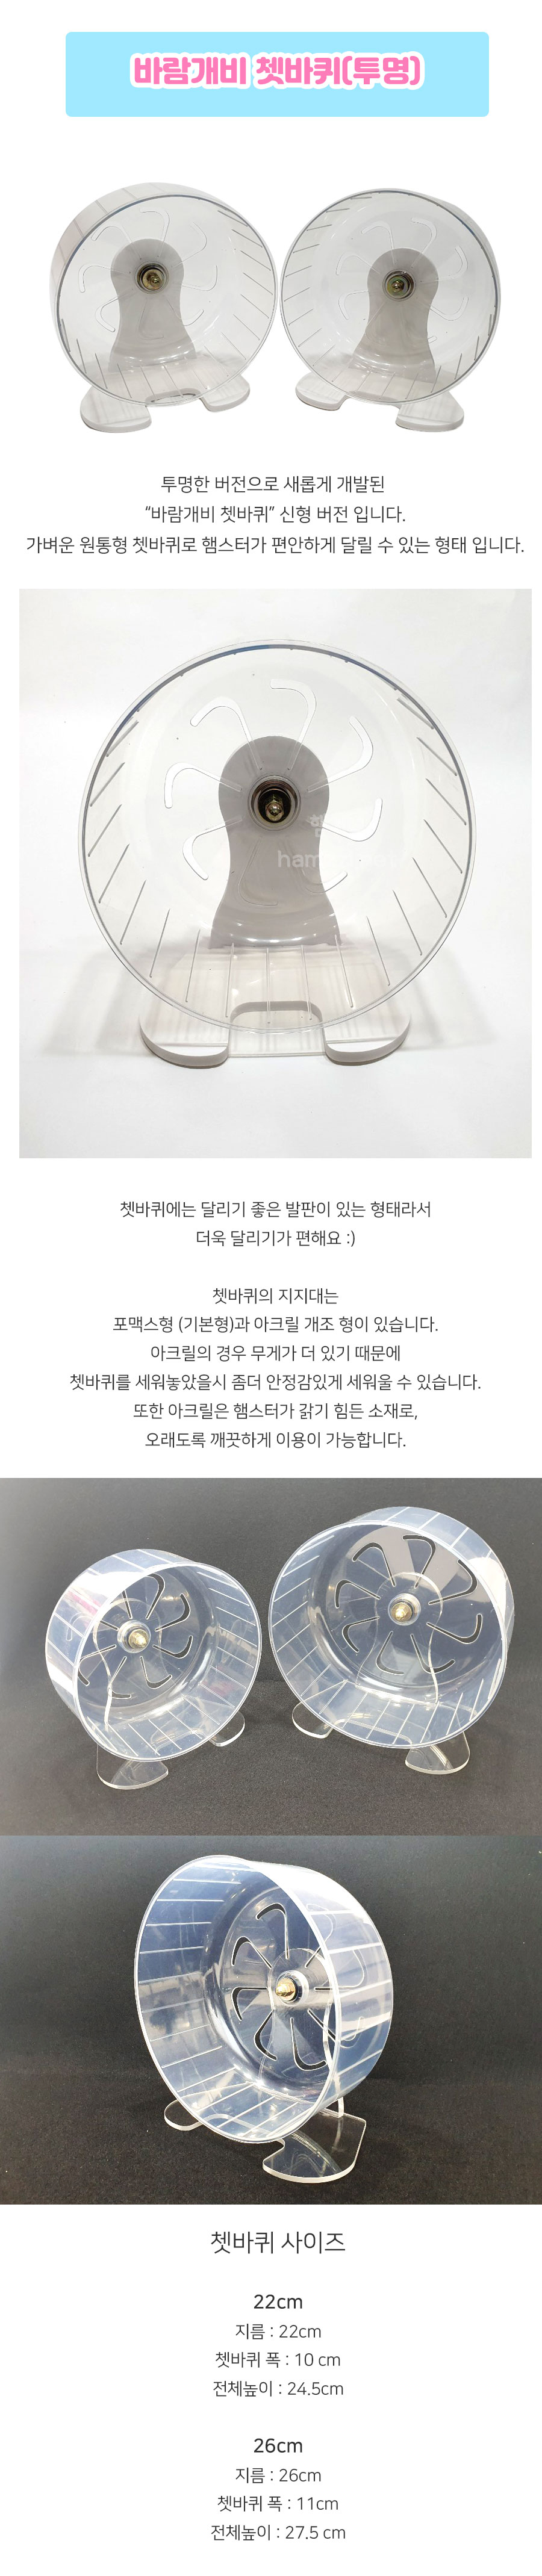 바람개비 쳇바퀴(투명)
투명한 버전으로 새롭게 개발된
“바람개비 쳇바퀴” 신형 버전 입니다.
가벼운 원통형 쳇바퀴로 햄스터가 편안하게 달릴 수 있는 형태 입니다.
쳇바퀴에는 달리기 좋은 발판이 있는 형태라서
더욱 달리기가 편해요 :)
쳇바퀴의 지지대는
포맥스형 (기본형)과 아크릴 개조 형이 있습니다.
아크릴의 경우 무게가 더 있기 때문에
쳇바퀴를 세워놓았을시 좀더 안정감있게 세워울 수 있습니다.
또한 아크릴은 햄스터가 갉기 힘든 소재로,
오래도록 깨끗하게 이용이 가능합니다.
쳇바퀴 사이즈
22cm
지름 : 22cm
쳇바퀴 폭 : 10 cm
전체높이 : 24.5cm
26cm
지름 : 26cm
쳇바퀴 폭 : 11cm
전체높이 : 27.5 cm